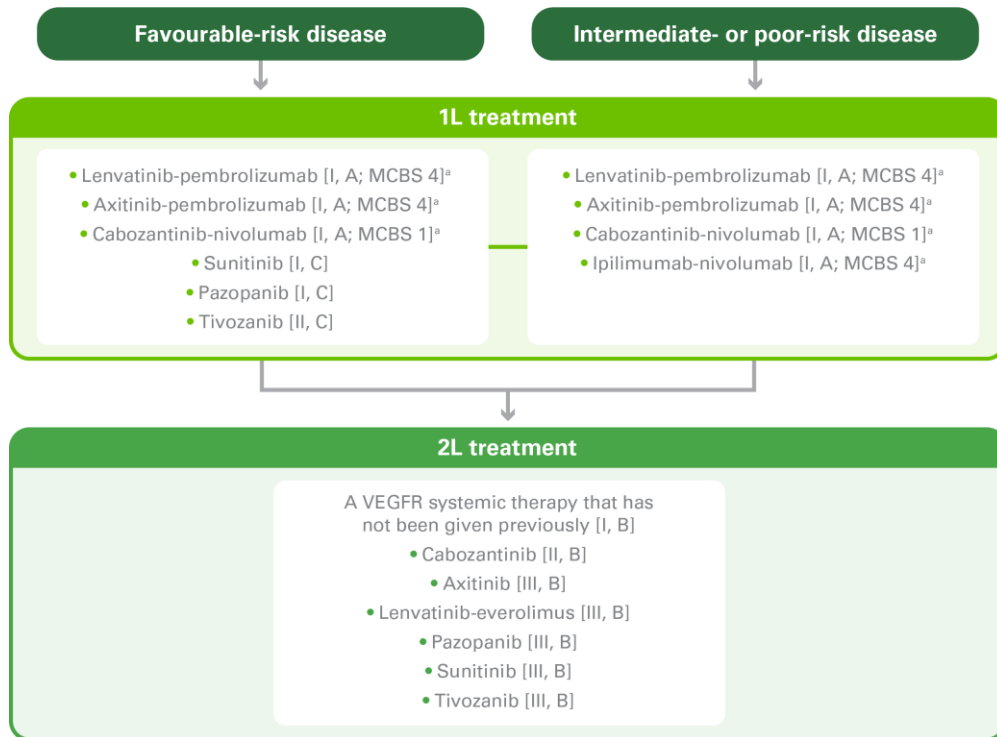 Favourable-risk disease
Intermediate- or poor-risk disease
1L treatment
• Lenvatinib-pembrolizumab [I, A; MCBS 4]ᵃ
• Axitinib-pembrolizumab [I, A; MCBS 4]ᵃ
• Cabozantinib-nivolumab [I, A; MCBS 1]ᵃ
• Sunitinib [I, C]
• Pazopanib [I, C]
• Tivozanib [II, C]
• Lenvatinib-pembrolizumab [I, A; MCBS 4]ᵃ
• Axitinib-pembrolizumab [I, A; MCBS 4]ᵃ
• Cabozantinib-nivolumab [I, A; MCBS 1]ᵃ
• Ipilimumab-nivolumab [I, A; MCBS 4]ᵃ
2L treatment
A VEGFR systemic therapy that has
not been given previously [I, B]
• Cabozantinib [II, B]
• Axitinib [III, B]
• Lenvatinib-everolimus [III, B]
• Pazopanib [III, B]
• Sunitinib [III, B]
• Tivozanib [III, B]